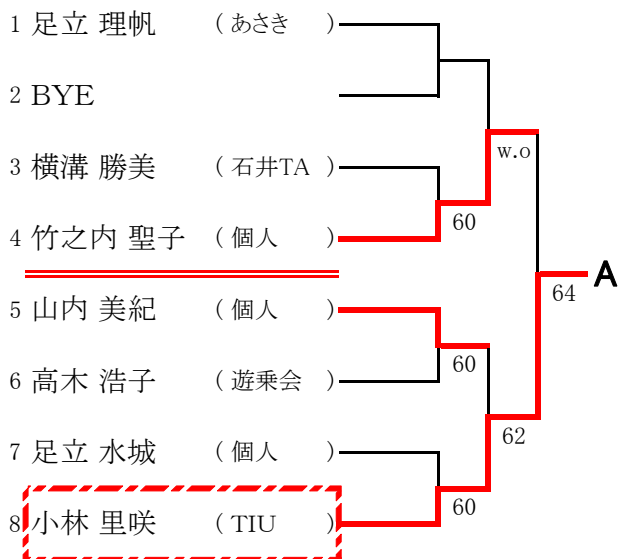 1 足立 理帆 （ あさき ）
2 BYE
w.o
3 横溝 勝美 （ 石井TA ）
60
4 竹之内 聖子 （ 個人 ）
64 A
5 山内 美紀 （ 個人 ）
60
6 高木 浩子 （ 遊乗会 ）
62
7 足立 水城 （ 個人 ）
60
8 小林 里咲 （ TIU ）